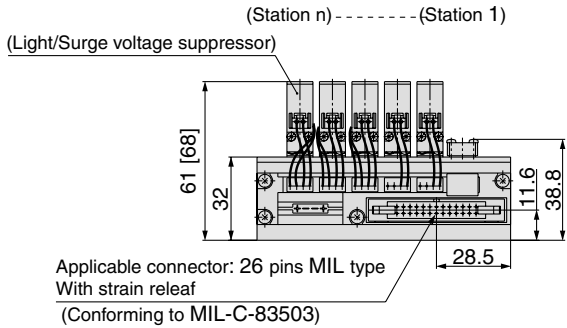 (Station n) (Station 1)
(Light/Surge voltage suppressor)
61 [68]
32
11.6
38.8
28.5
Applicable connector: 26 pins MIL type
With strain releaf
(Conforming to MIL-C-83503)